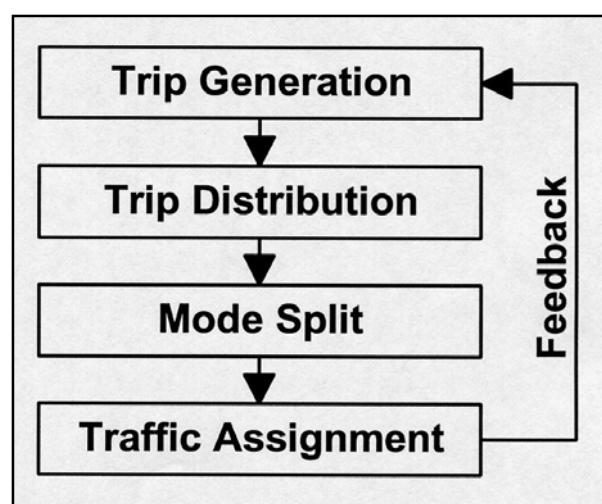 Trip Generation
Trip Distribution
Mode Split
Traffic Assignment
Feedback